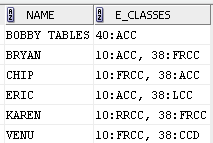 NAME E_CLASSES
BOBBY TABLES 40:ACC
BRYAN 10:ACC, 38:FRCC
CHIP 10:FRCC, 38:ACC
ERIC 10:ACC, 38:LCC
KAREN 10:RRCC, 38:FRCC
VENU 10:FRCC, 38:CCD